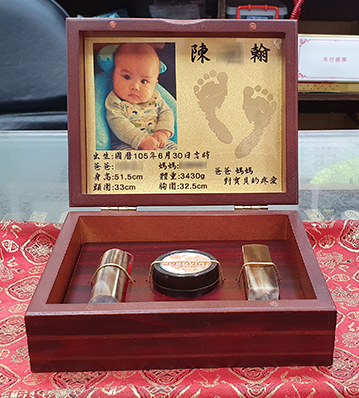 陳 翰
出生:國曆105年6月30日吉時
爸爸: 媽媽:
身高:51.5cm 體重:3430g
頭圍:33cm 胸圍:32.5cm
爸爸媽媽
對寶貝的疼愛